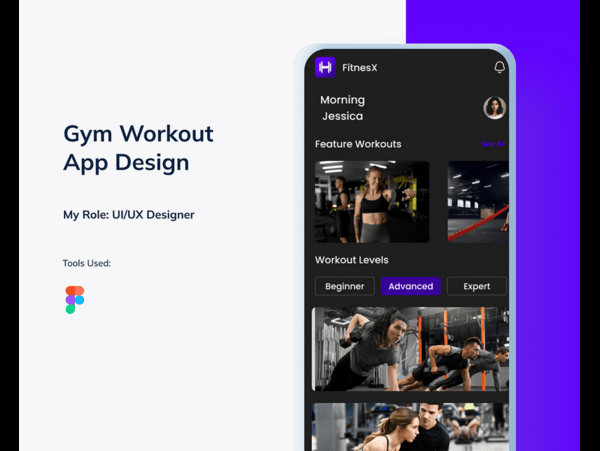 Gym Workout
App Design
My Role: UI/UX Designer
Tools Used:
FitnesX
Morning
Jessica
Feature Workouts
See All
Workout Levels
Beginner
Advanced
Expert